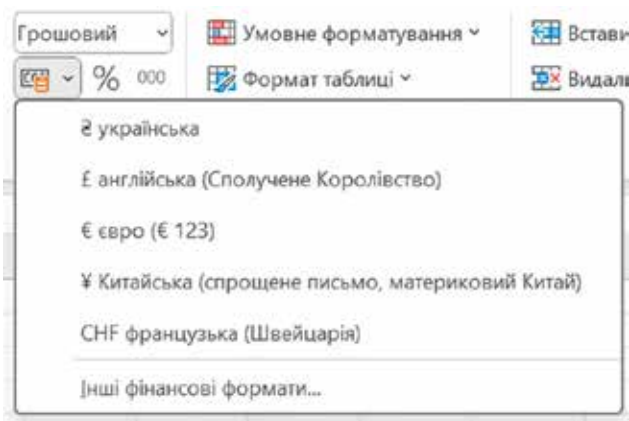 Грошовий
Умовне форматування
Встави
% 000
Формат таблиці
Видали
₴ українська
£ англійська (Сполучене Королівство)
€ євро (€ 123)
¥ Китайська (спрощене письмо, материковий Китай)
CHF французька (Швейцарія)
Інші фінансові формати...